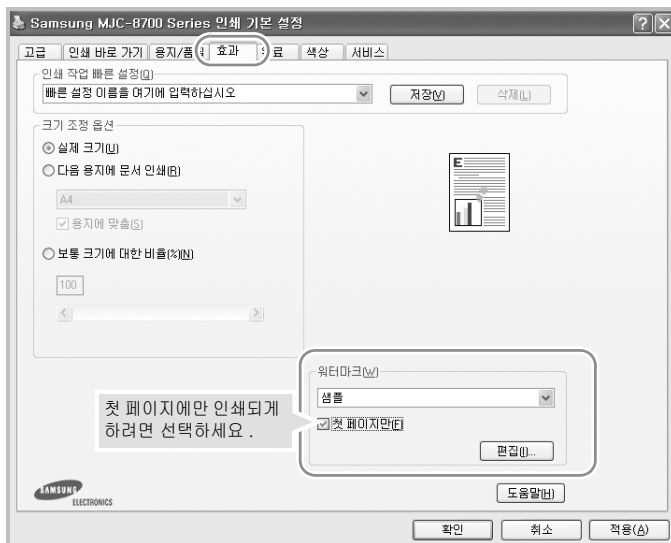 Samsung MJC-8700 Series 인쇄 기본 설정
고급 인쇄 바로 가기 효과 완료 색상 서비스
인쇄 작업 빠른 설정(Q)
빠른 설정 이름을 여기에 입력하십시오 저장(V) 삭제(L)
크기 조정 옵션
실제 크기(U)
다음 용지에 문서 인쇄(R)
A4
용지에 맞춤(S)
보통 크기에 대한 비율(%)(N)
100
E
워터마크(W)
샘플
첫 페이지만(F)
편집(I)...
첫 페이지에만 인쇄되게
하려면 선택하세요 .
SAMSUNG
ELECTRONICS
도움말(H)
확인 취소 적용(A)